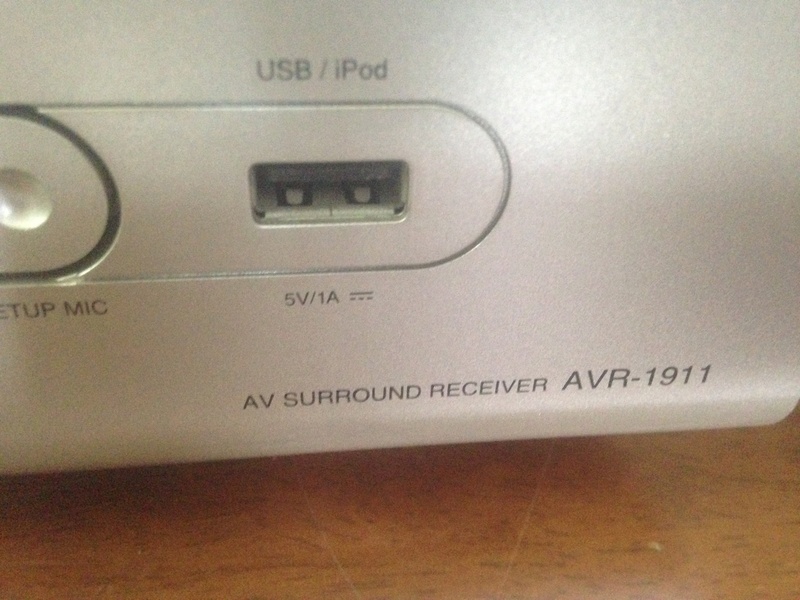 USB / iPod
ETUP MIC
5V/1A
AV SURROUND RECEIVER AVR-1911